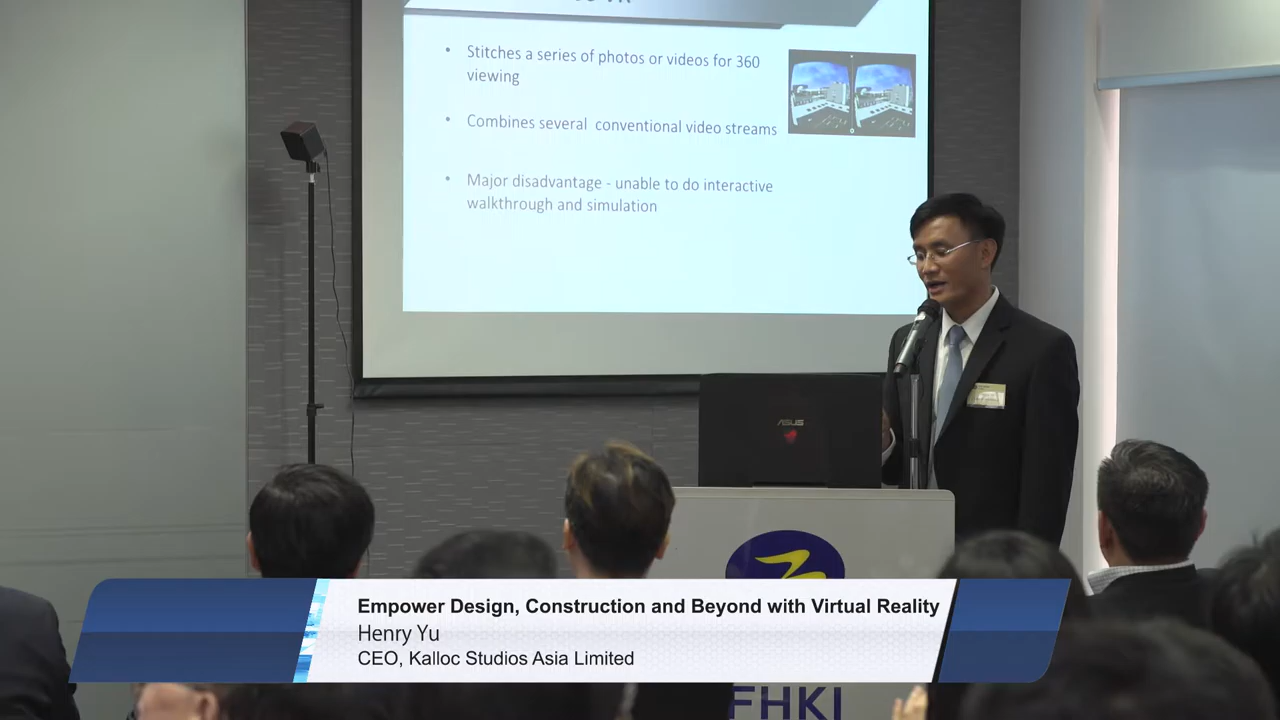 VR
• Stitches a series of photos or videos for 360
viewing
• Combines several conventional video streams
• Major disadvantage - unable to do interactive
walkthrough and simulation
ASUS
Empower Design, Construction and Beyond with Virtual Reality
Henry Yu
CEO, Kalloc Studios Asia Limited
FHKI